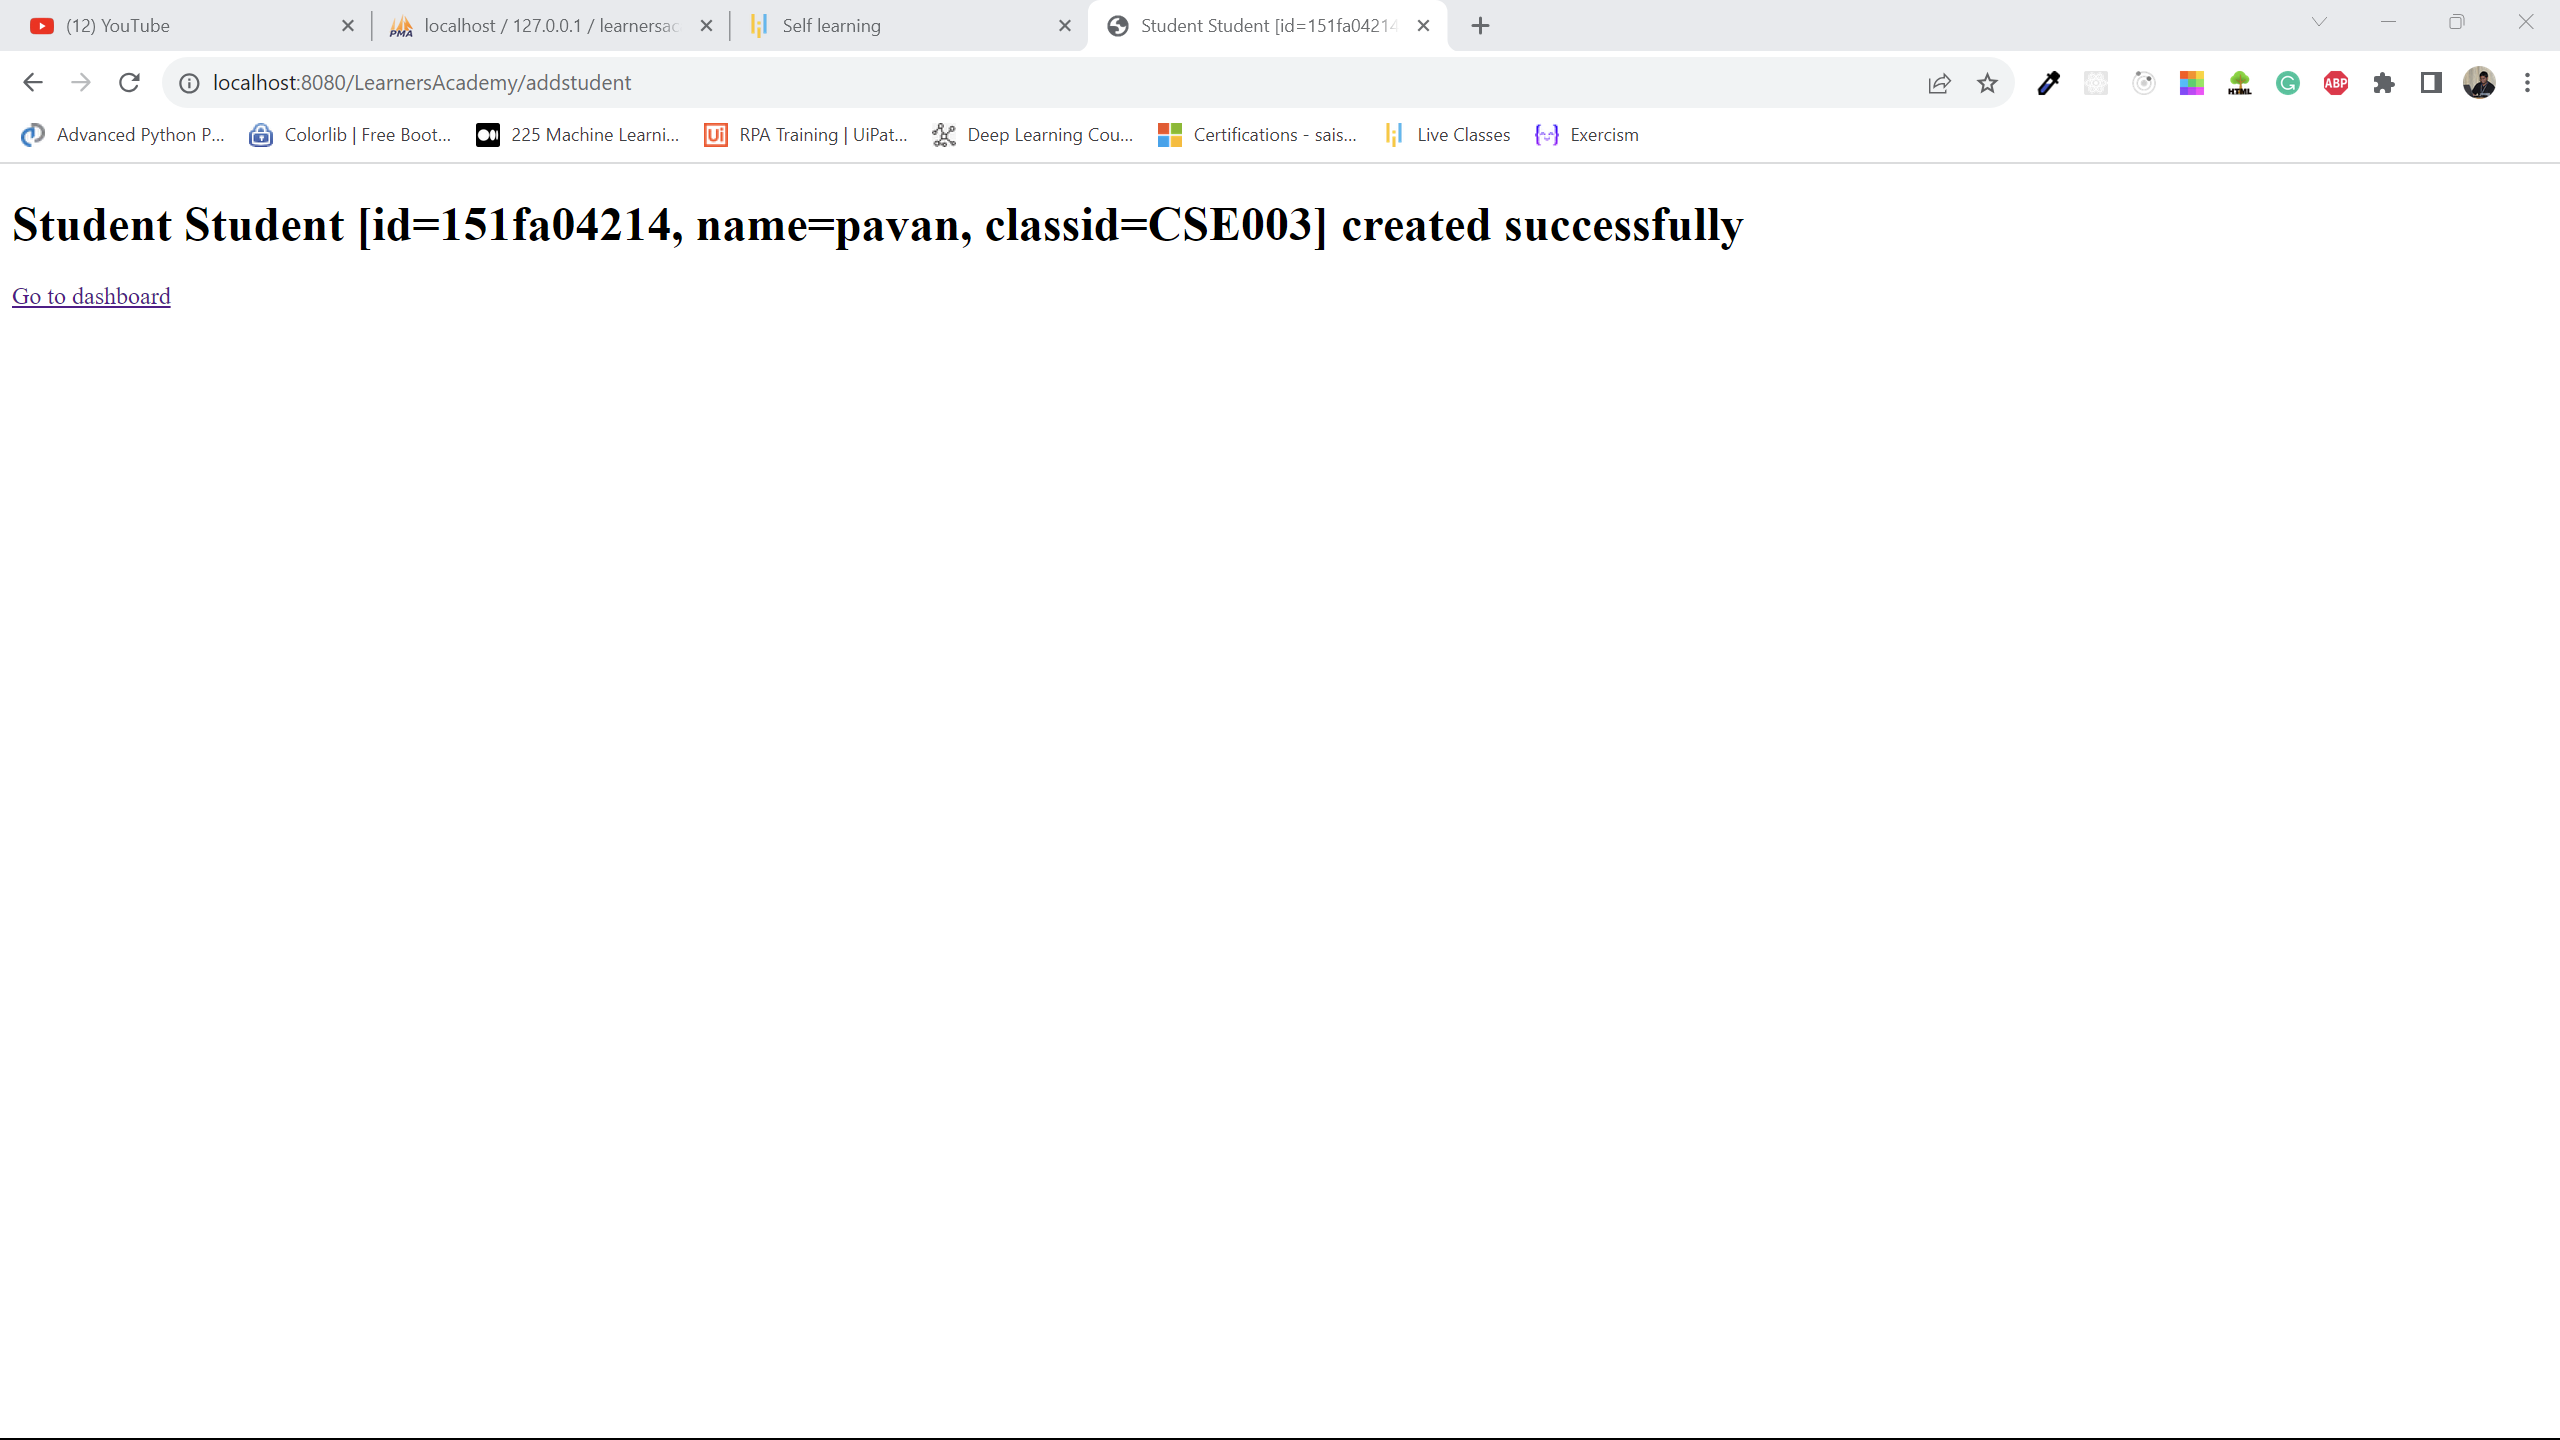 (12) YouTube
localhost / 127.0.0.1 / learnersac
Self learning
Student Student [id=151fa04214
localhost:8080/LearnersAcademy/addstudent
Advanced Python P...
Colorlib | Free Boot...
225 Machine Learni...
RPA Training | UiPat...
Deep Learning Cou...
Certifications - sais...
Live Classes
Exercism
Student Student [id=151fa04214, name=pavan, classid=CSE003] created successfully
Go to dashboard